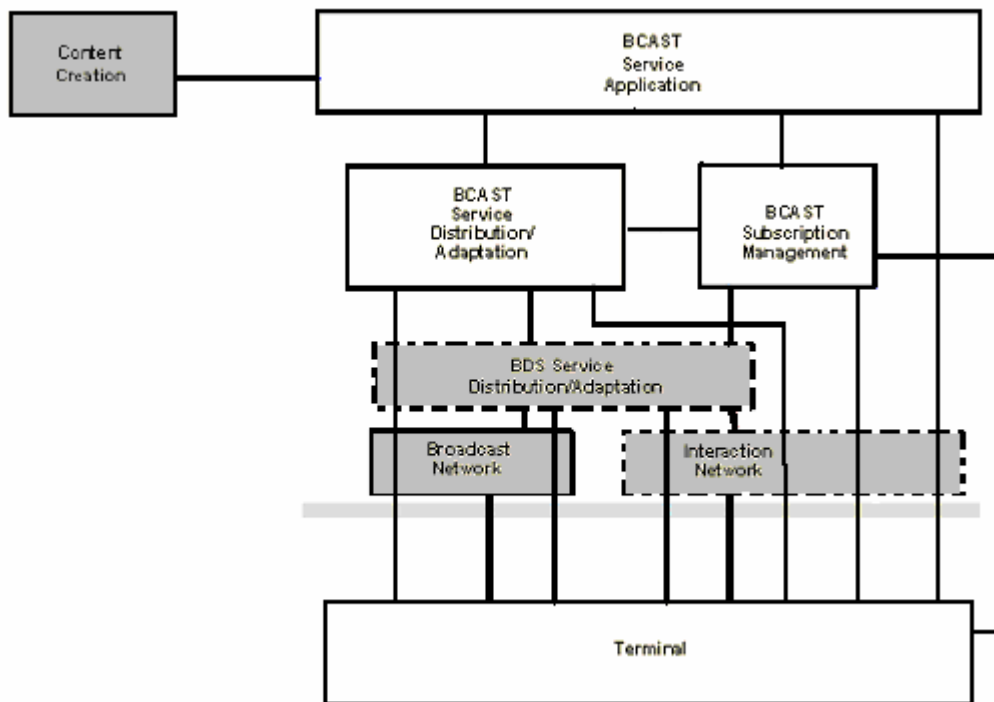 Content
Creation
BCAST
Service
Application
BCAST
Service
Distribution/
Adaptation
BCAST
Subscription
Management
BDS Service
Distribution/Adaptation
Broadcast
Network
Interaction
Network
Terminal